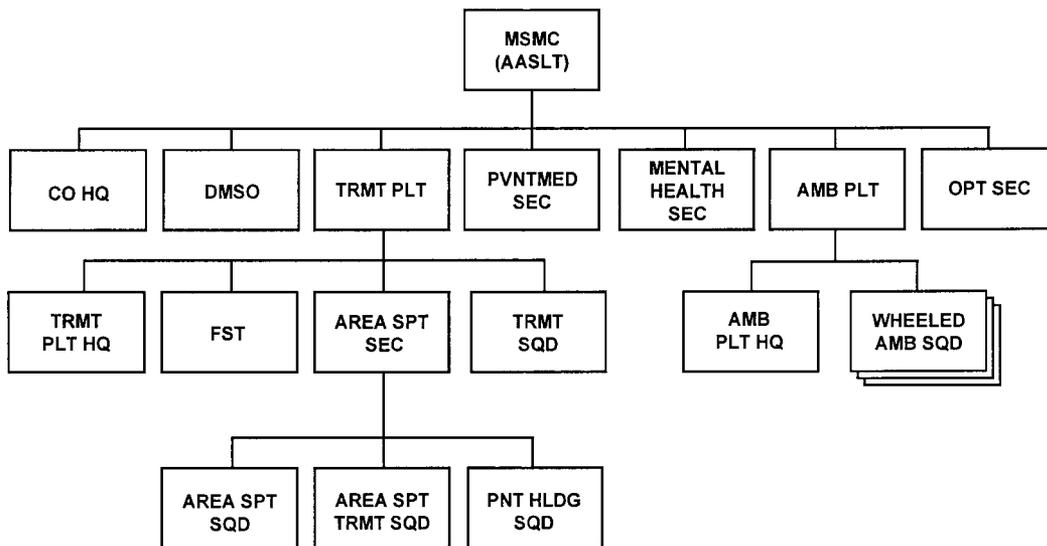 MSMC
(AASLT)
CO HQ
DMSO
TRMT PLT
PVNTMED
SEC
MENTAL
HEALTH
SEC
AMB PLT
OPT SEC
TRMT
PLT HQ
FST
AREA SPT
SEC
TRMT
SQD
AMB
PLT HQ
WHEELED
AMB SQD
AREA SPT
SQD
AREA SPT
TRMT SQD
PNT HLDG
SQD